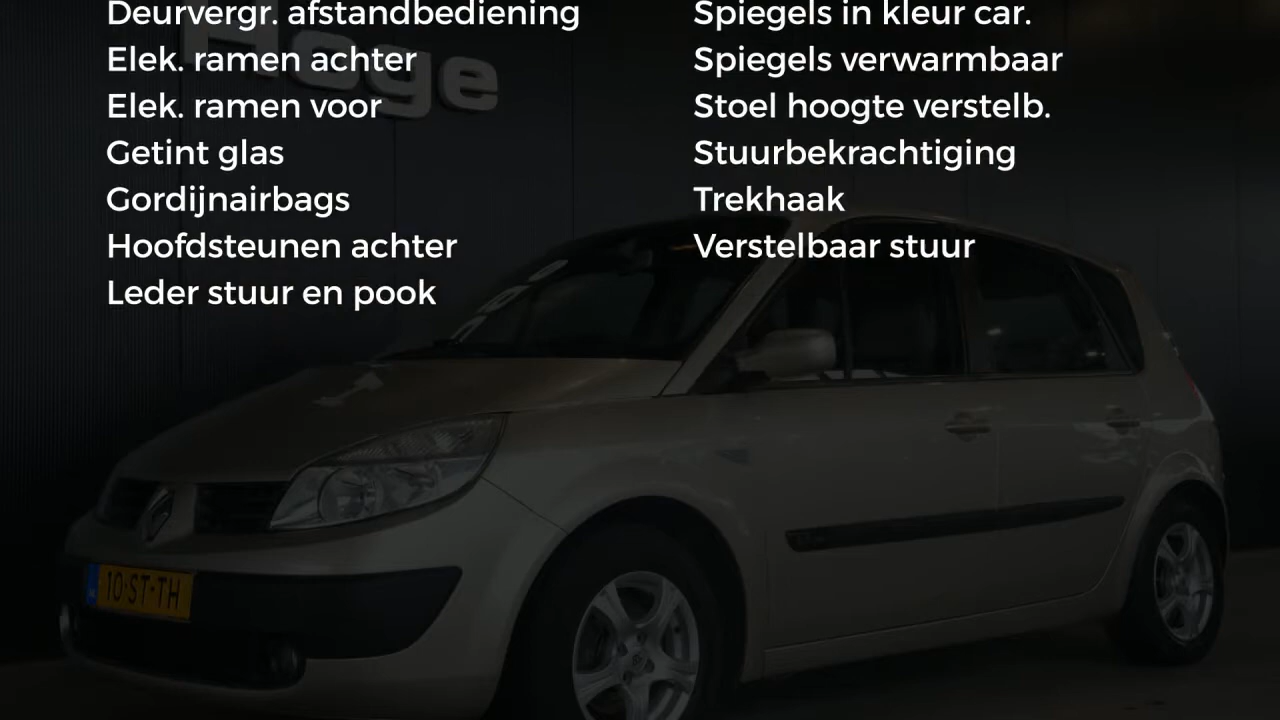 Deurvergr. afstandbediening
Elek. ramen achter
Elek. ramen voor
Getint glas
Gordijnairbags
Hoofdsteunen achter
Leder stuur en pook
Spiegels in kleur car.
Spiegels verwarmbaar
Stoel hoogte verstelb.
Stuurbekrachtiging
Trekhaak
Verstelbaar stuur
Hoge
10-ST-TH